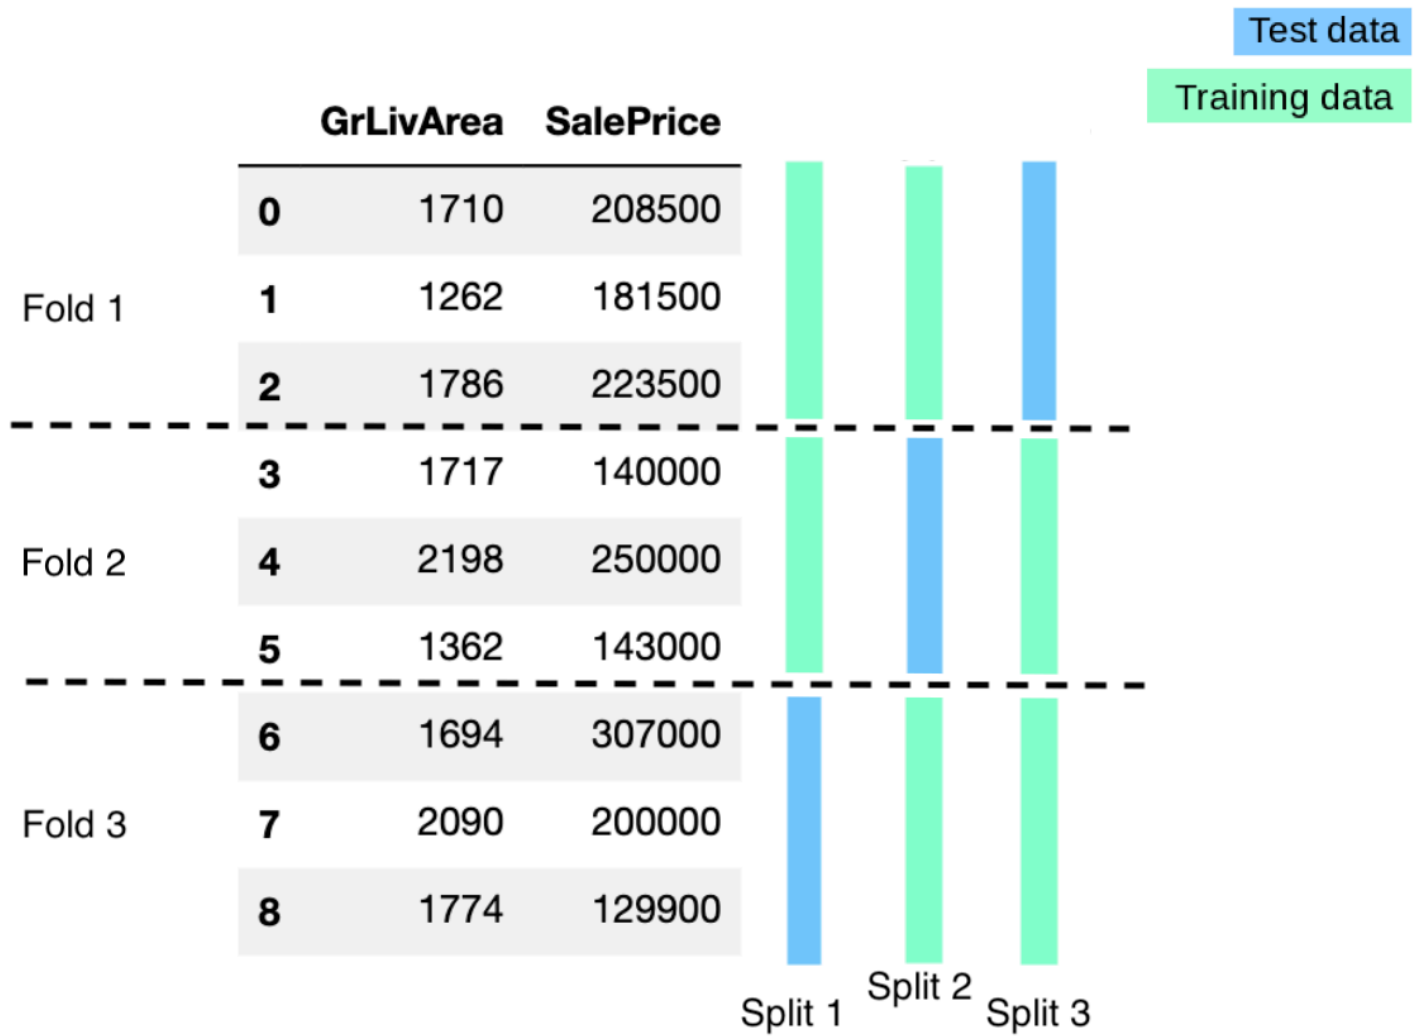 Test data
Training data
GrLivArea SalePrice
0 1710 208500
1 1262 181500
Fold 1
2 1786 223500
3 1717 140000
Fold 2 4 2198 250000
5 1362 143000
6 1694 307000
Fold 3 7 2090 200000
8 1774 129900
Split 1 Split 2 Split 3